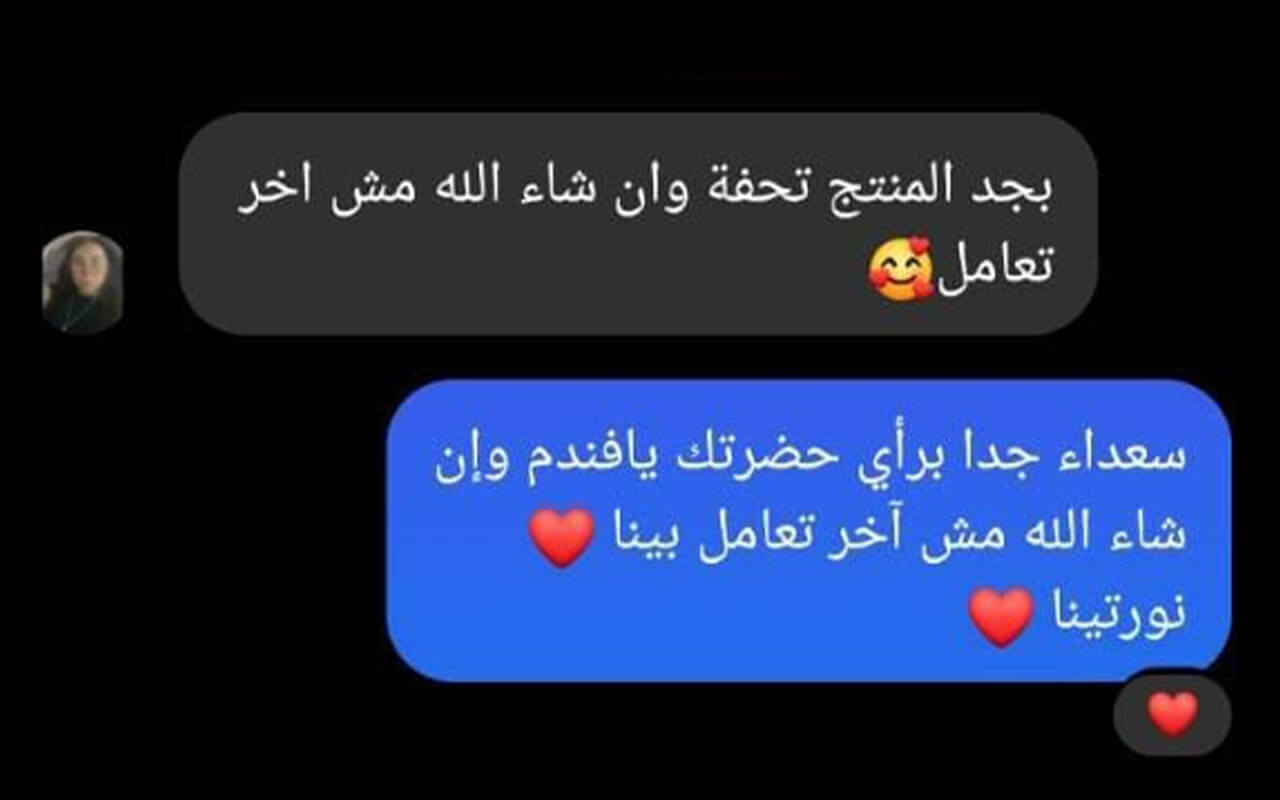 بجد المنتج تحفة وان شاء الله مش اخر
تعامل🥰
سعداء جدا برأي حضرتك يافندم وإن
شاء الله مش آخر تعامل بينا ❤️
نورتينا ❤️
❤️